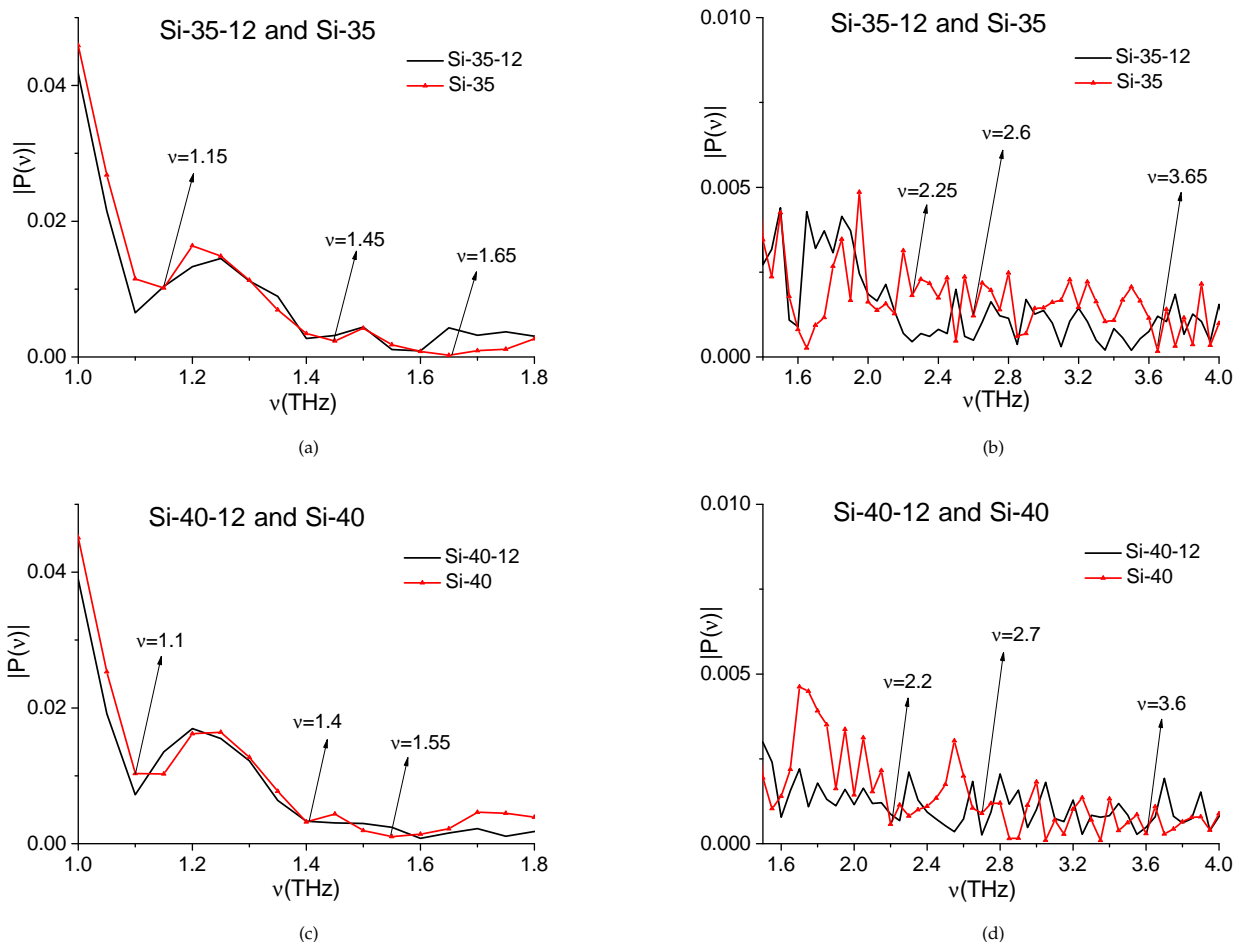 Si-35-12 and Si-35
Si-35-12
Si-35
|P(ν)|
0.04
0.02
0.00
ν=1.15
ν=1.45
ν=1.65
1.0 1.2 1.4 1.6 1.8
ν(THz)
(a)
Si-35-12 and Si-35
Si-35-12
Si-35
|P(ν)|
0.010
0.005
0.000
ν=2.25
ν=2.6
ν=3.65
1.6 2.0 2.4 2.8 3.2 3.6 4.0
ν(THz)
(b)
Si-40-12 and Si-40
Si-40-12
Si-40
|P(ν)|
0.04
0.02
0.00
ν=1.1
ν=1.4
ν=1.55
1.0 1.2 1.4 1.6 1.8
ν(THz)
(c)
Si-40-12 and Si-40
Si-40-12
Si-40
|P(ν)|
0.010
0.005
0.000
ν=2.2
ν=2.7
ν=3.6
1.6 2.0 2.4 2.8 3.2 3.6 4.0
ν(THz)
(d)